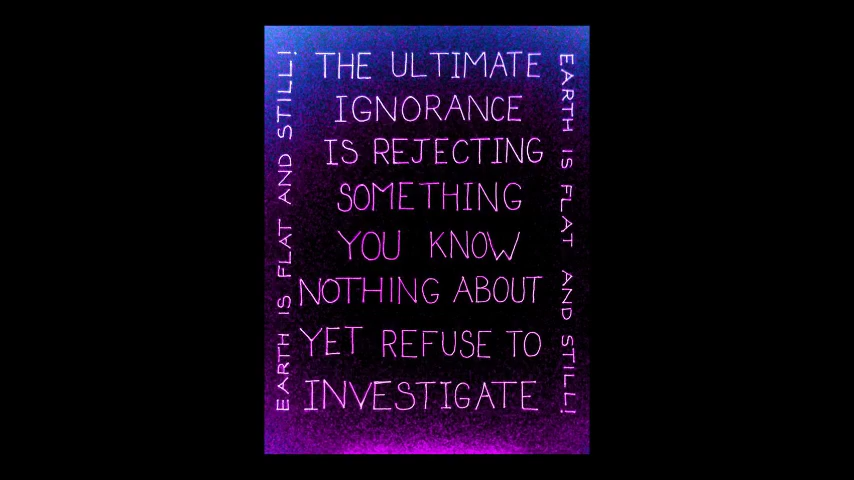 EARTH IS FLAT AND STILL!
THE ULTIMATE
IGNORANCE
IS REJECTING
SOMETHING
YOU KNOW
NOTHING ABOUT
YET REFUSE TO
INVESTIGATE
EARTH IS FLAT AND STILL!